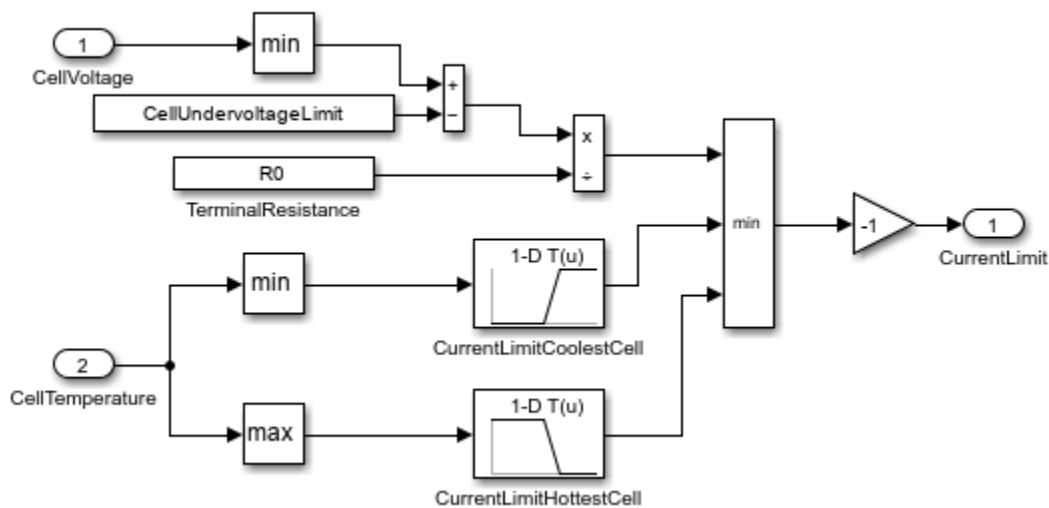 1
CellVoltage
min
CellUndervoltageLimit
+
−
R0
TerminalResistance
x
÷
min
-1
1
CurrentLimit
2
CellTemperature
min
1-D T(u)
CurrentLimitCoolestCell
max
1-D T(u)
CurrentLimitHottestCell